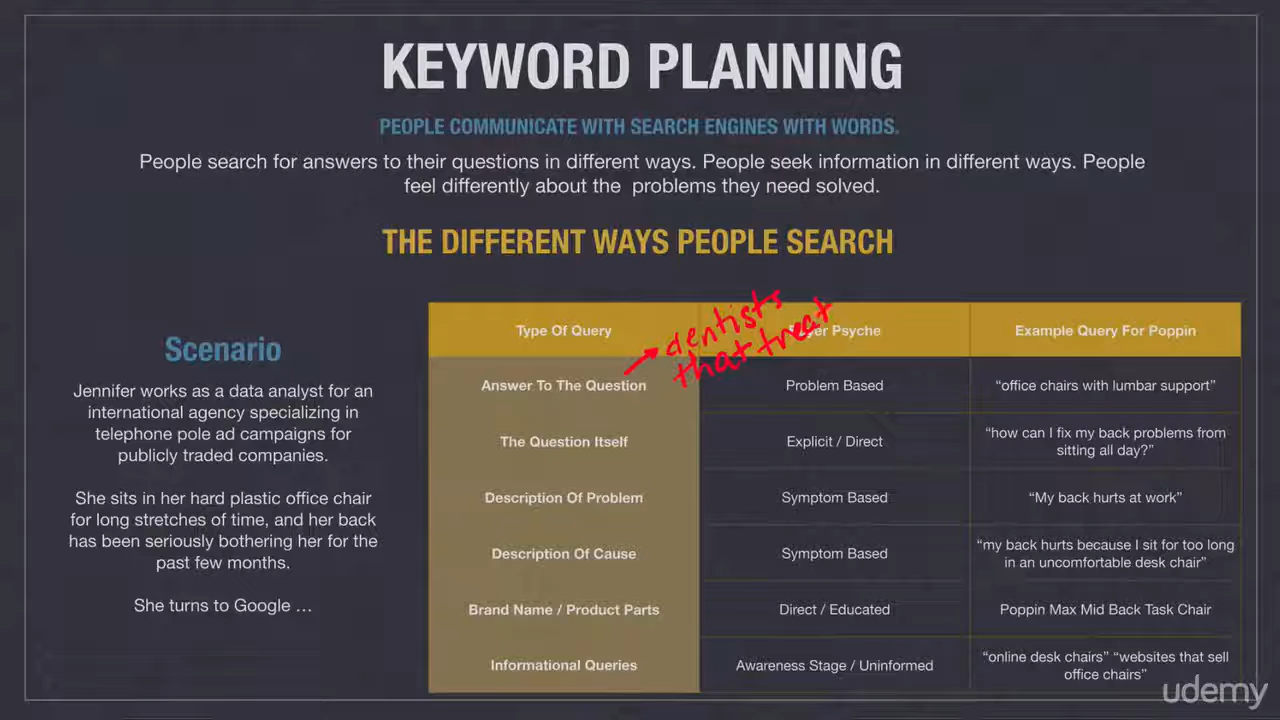 KEYWORD PLANNING
PEOPLE COMMUNICATE WITH SEARCH ENGINES WITH WORDS.
People search for answers to their questions in different ways. People seek information in different ways. People
feel differently about the problems they need solved.
THE DIFFERENT WAYS PEOPLE SEARCH
Scenario
Jennifer works as a data analyst for an
international agency specializing in
telephone pole ad campaigns for
publicly traded companies.
She sits in her hard plastic office chair
for long stretches of time, and her back
has been seriously bothering her for the
past few months.
She turns to Google …
dentists
that treat
Type Of Query Psyche Example Query For Poppin
Answer To The Question Problem Based “office chairs with lumbar support”
The Question Itself Explicit / Direct “how can I fix my back problems from
sitting all day?”
Description Of Problem Symptom Based “My back hurts at work”
Description Of Cause Symptom Based “my back hurts because I sit for too long
in an uncomfortable desk chair”
Brand Name / Product Parts Direct / Educated Poppin Max Mid Back Task Chair
Informational Queries Awareness Stage / Uninformed “online desk chairs” “websites that sell
office chairs”
udemy